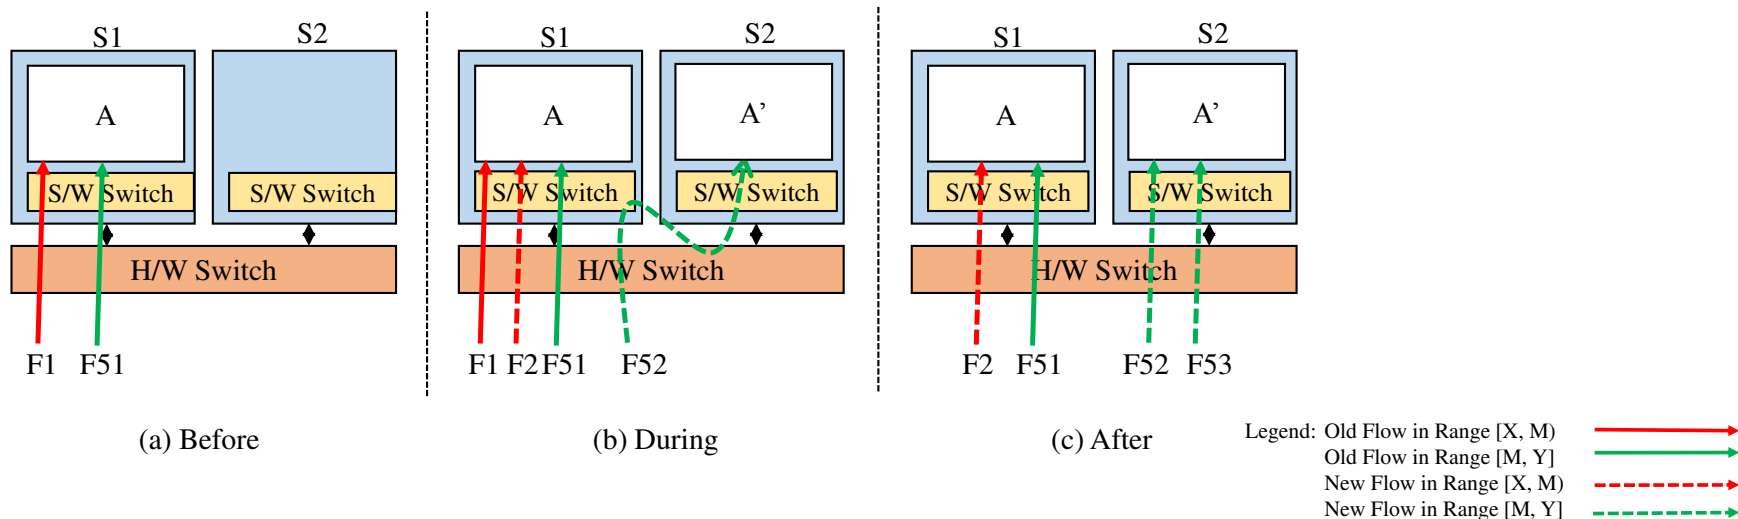 S1 S2
A
S/W Switch S/W Switch
H/W Switch
F1 F51
(a) Before
S1 S2
A A’
S/W Switch S/W Switch
H/W Switch
F1 F2 F51 F52
(b) During
S1 S2
A A’
S/W Switch S/W Switch
H/W Switch
F2 F51 F52 F53
(c) After
Legend: Old Flow in Range [X, M)
Old Flow in Range [M, Y]
New Flow in Range [X, M)
New Flow in Range [M, Y]